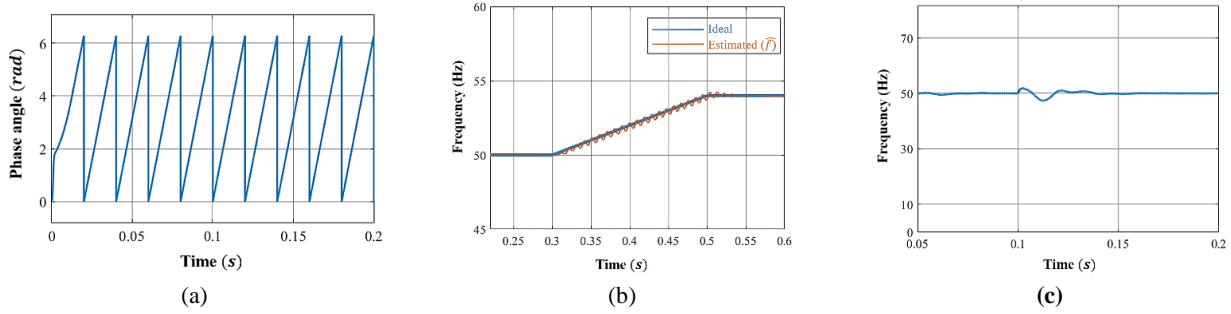 Phase angle (rad)
6
4
2
0
0
0.05
0.1
0.15
0.2
Time (s)
(a)
Frequency (Hz)
60
55
50
45
Ideal
Estimated (f̂)
0.25
0.3
0.35
0.4
0.45
0.5
0.55
0.6
Time (s)
(b)
Frequency (Hz)
70
50
30
10
0
0.05
0.1
0.15
0.2
Time (s)
(c)